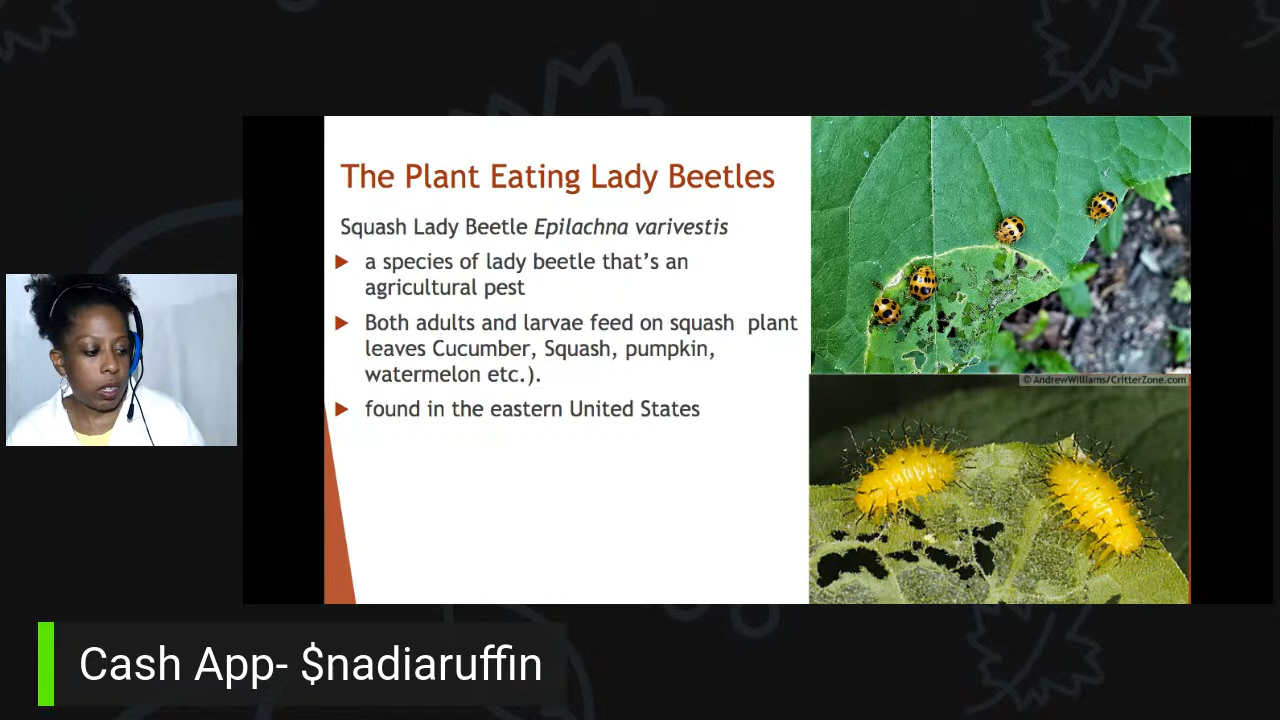 The Plant Eating Lady Beetles
Squash Lady Beetle Epilachna varivestis
a species of lady beetle that's an
agricultural pest
Both adults and larvae feed on squash  plant
leaves Cucumber, Squash, pumpkin,
watermelon etc.).
found in the eastern United States
© AndrewWilliams/CritterZone.com
Cash App- $nadiaruffin